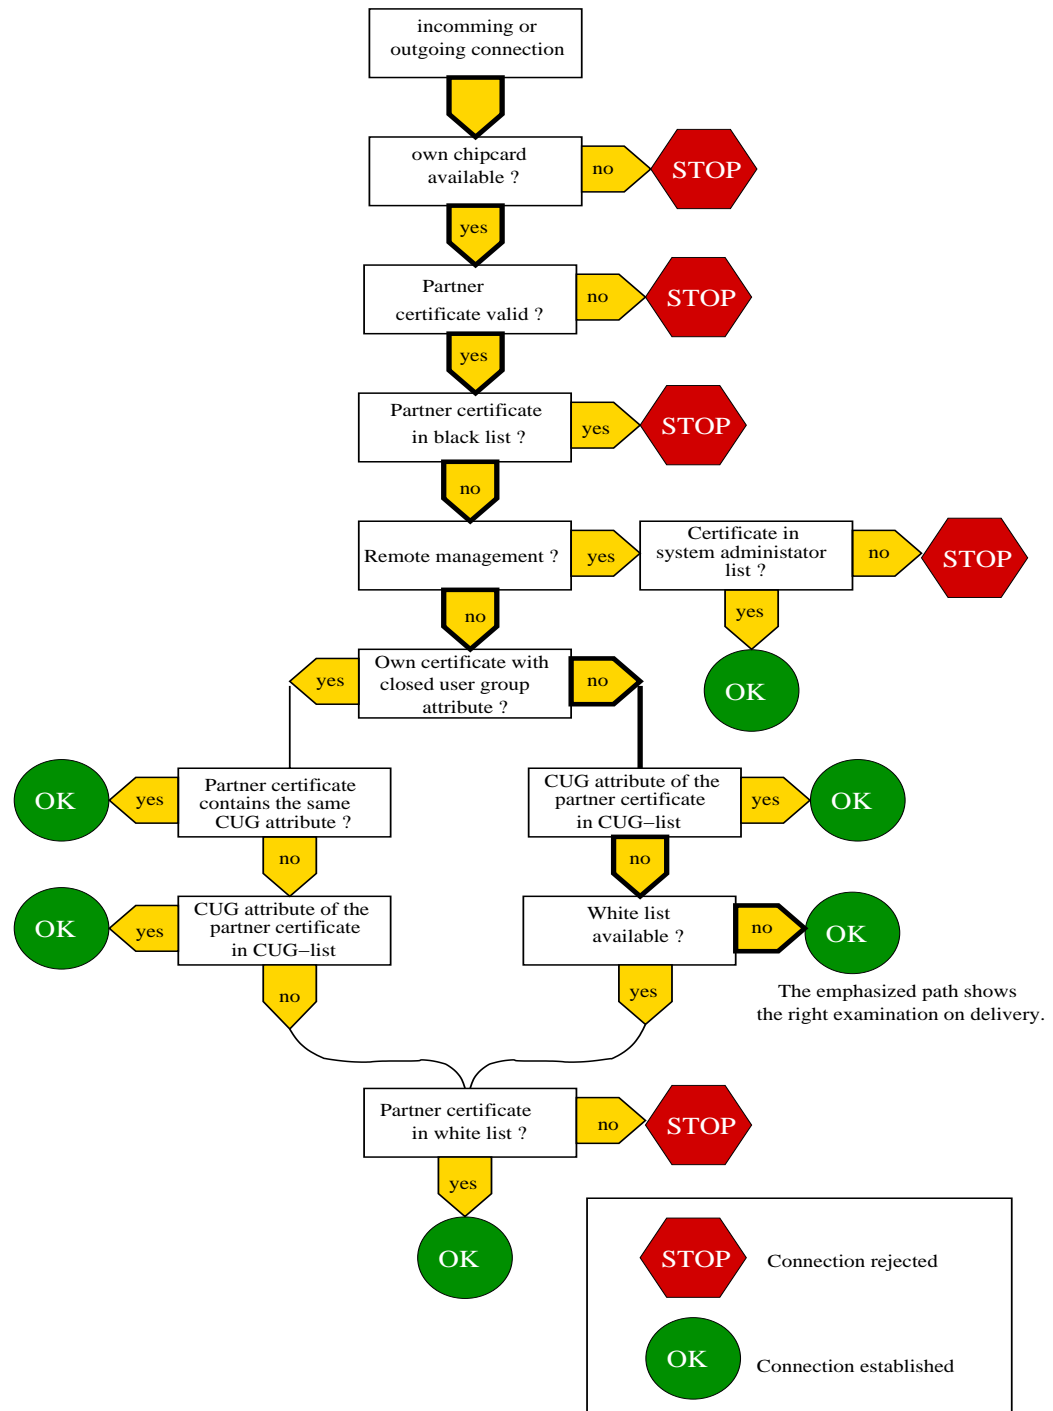 incomming or
outgoing connection
own chipcard
available ?
no
STOP
yes
Partner
certificate valid ?
no
STOP
yes
Partner certificate
in black list ?
yes
STOP
no
Remote management ?
yes
Certificate in
system administator
list ?
no
STOP
yes
OK
no
Own certificate with
closed user group
attribute ?
yes
no
OK
yes
Partner certificate
contains the same
CUG attribute ?
CUG attribute of the
partner certificate
in CUG−list
yes
OK
no
no
OK
yes
CUG attribute of the
partner certificate
in CUG−list
White list
available ?
no
OK
no
yes
The emphasized path shows
the right examination on delivery.
Partner certificate
in white list ?
no
STOP
yes
OK
STOP
Connection rejected
OK
Connection established